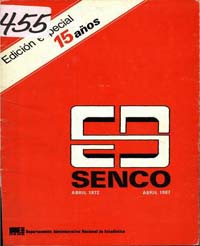 455
Edición especial
15 años
SENCO
ABRIL 1972 ABRIL 1987
Departamento Administrativo Nacional de Estadística